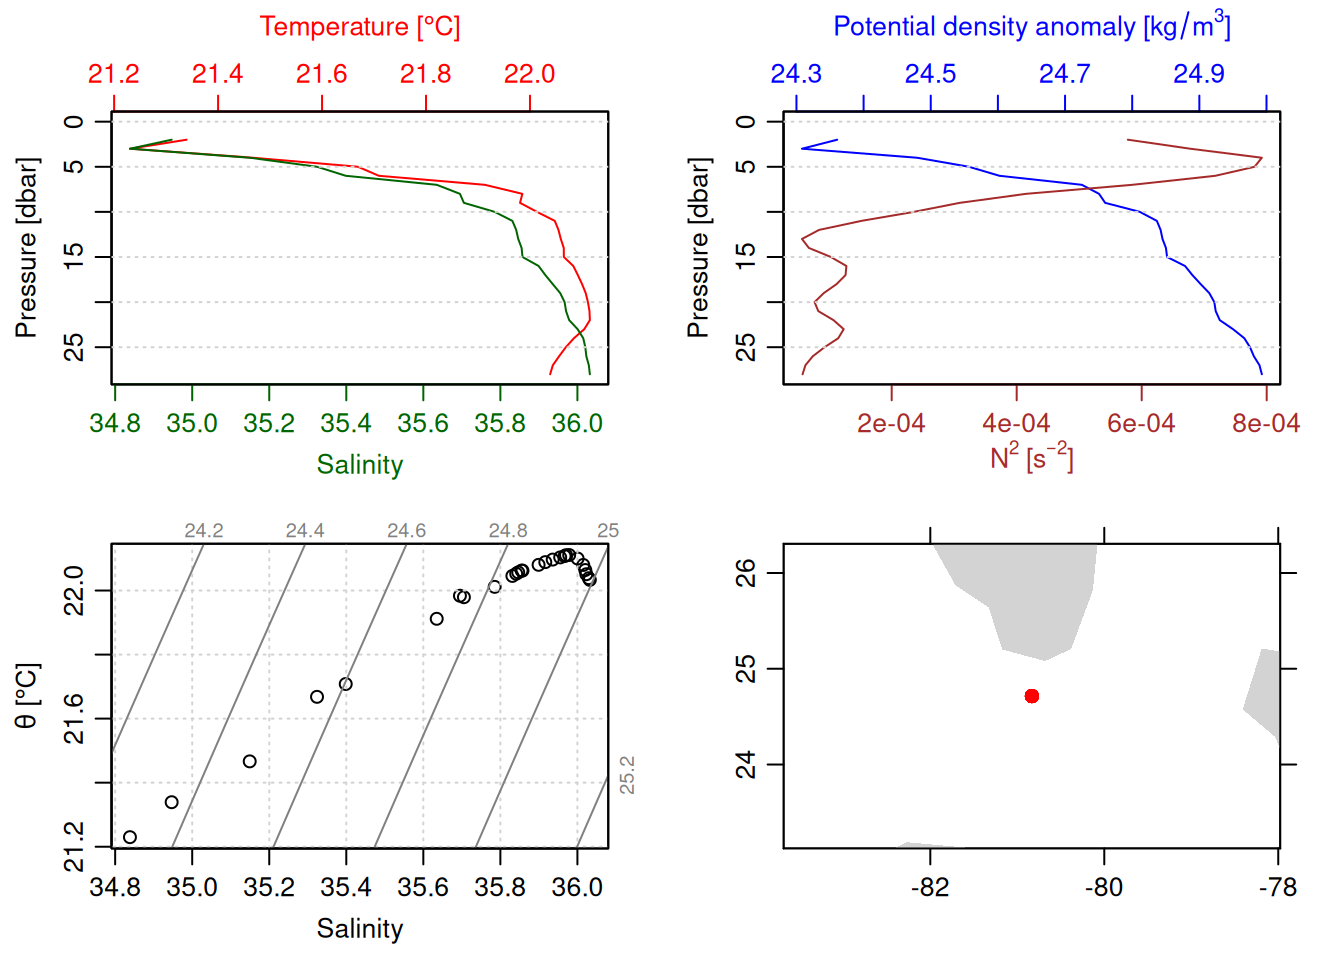 Temperature [°C]
21.2 21.4 21.6 21.8 22.0
0
5
15
25
Pressure [dbar]
34.8 35.0 35.2 35.4 35.6 35.8 36.0
Salinity
Potential density anomaly [kg/m³]
24.3 24.5 24.7 24.9
0
5
15
25
Pressure [dbar]
2e-04 4e-04 6e-04 8e-04
N² [s⁻²]
24.2 24.4 24.6 24.8 25
25.2
22.0
21.6
21.2
θ [°C]
34.8 35.0 35.2 35.4 35.6 35.8 36.0
Salinity
26
25
24
-82 -80 -78